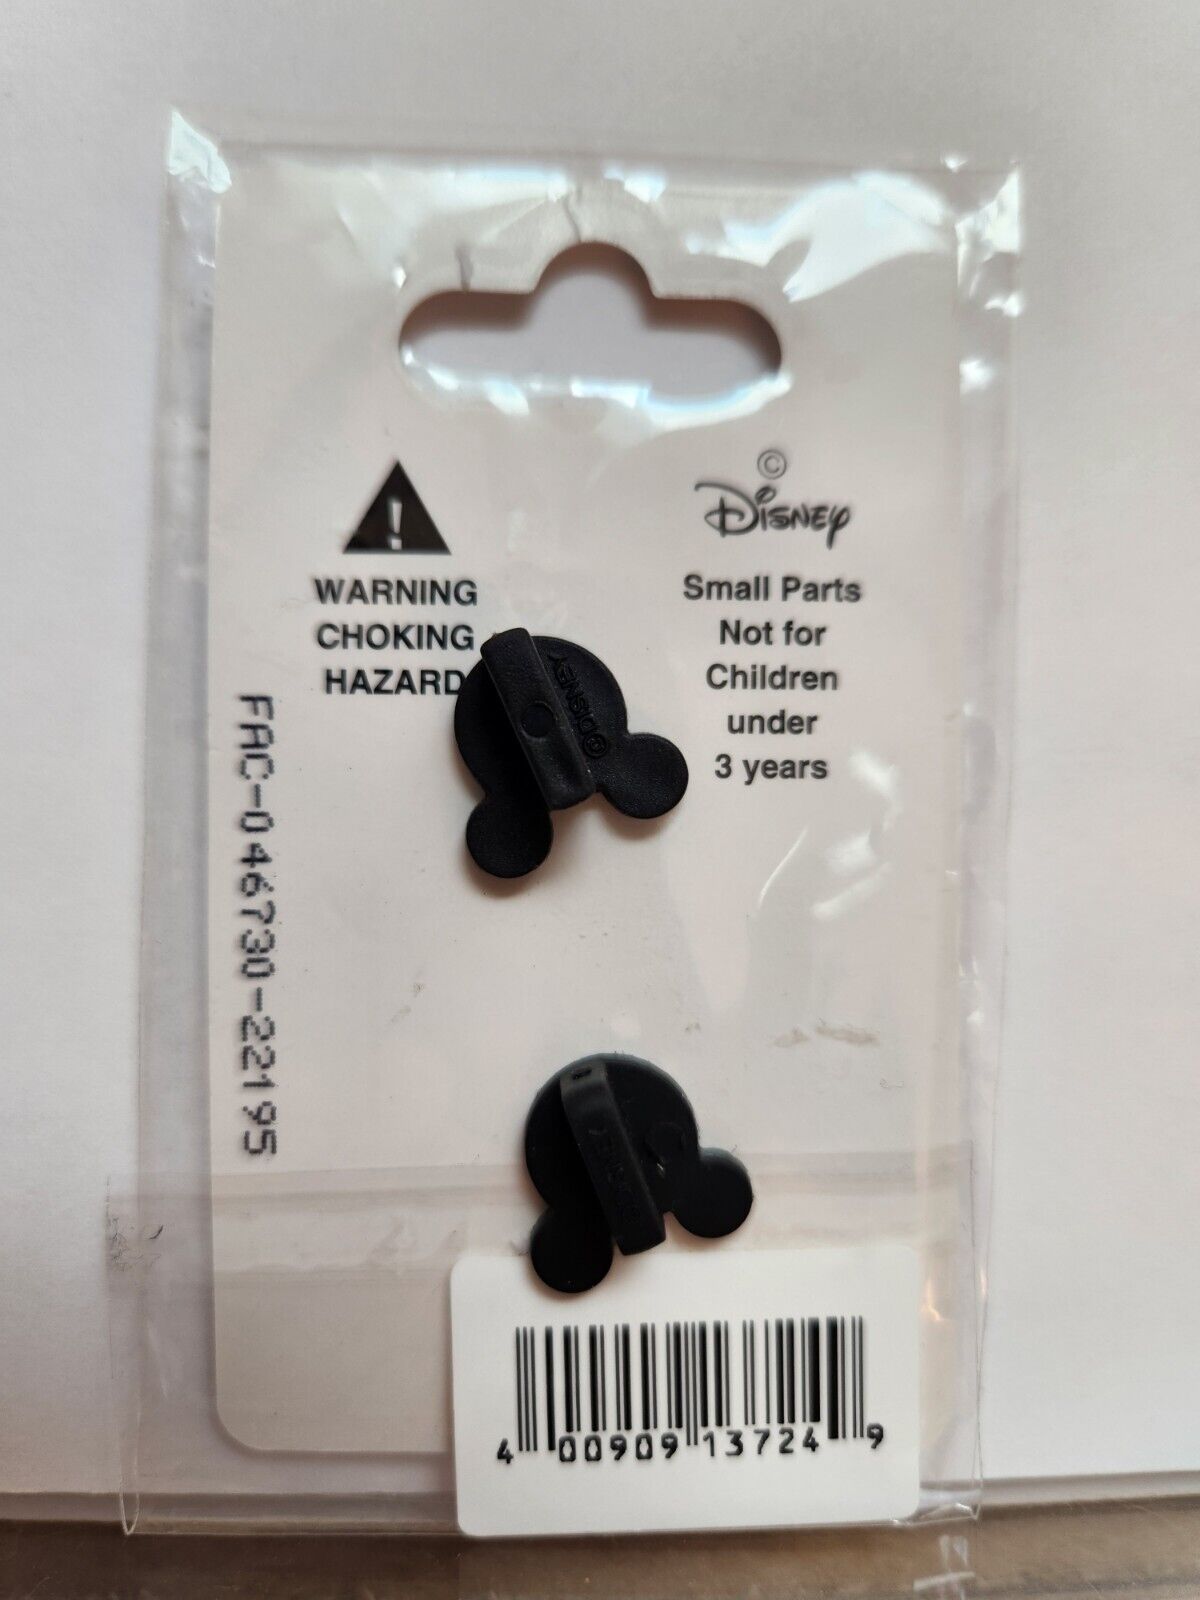 WARNING
CHOKING
HAZARD
©
Disney
Small Parts
Not for
Children
under
3 years
©DISNEY
FAC-046730-22195
4 00909 13724 9